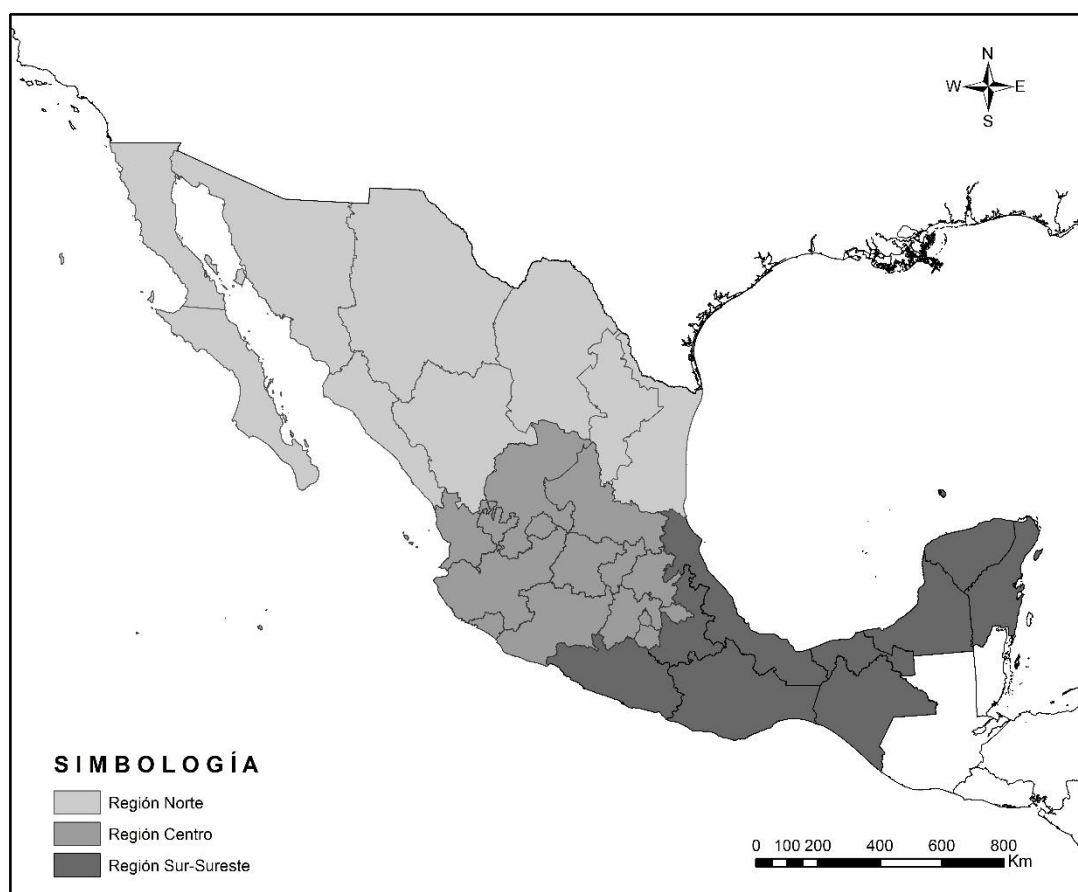 N
W E
S
SIMBOLOGÍA
Región Norte
Región Centro
Región Sur-Sureste
0 100 200 400 600 800
Km